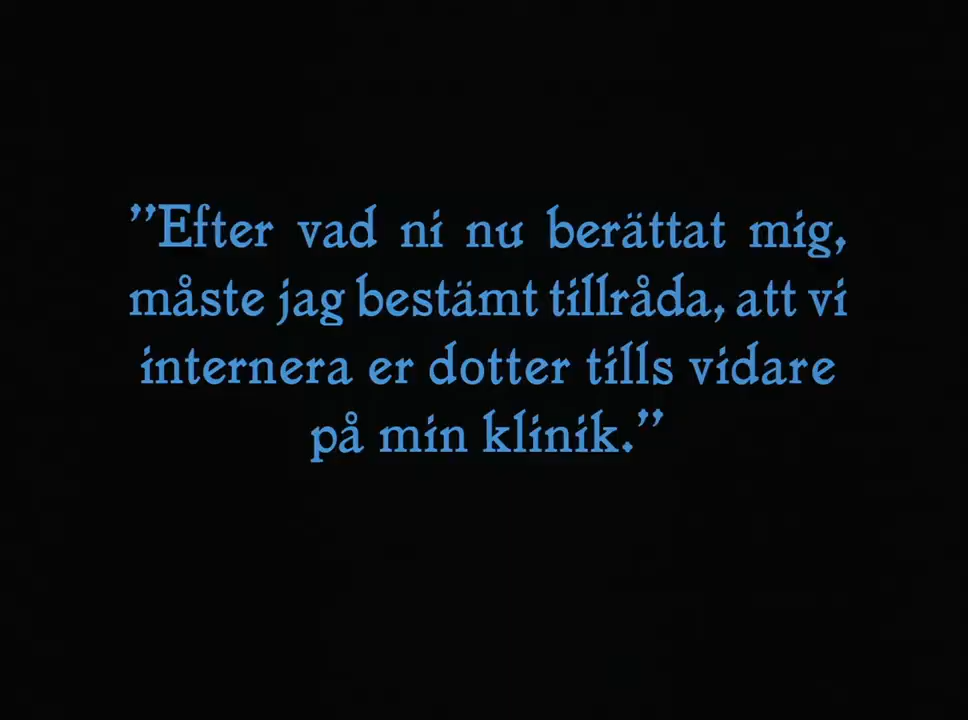 ”Efter vad ni nu berättat mig,
måste jag bestämt tillråda, att vi
internera er dotter tills vidare
på min klinik.”